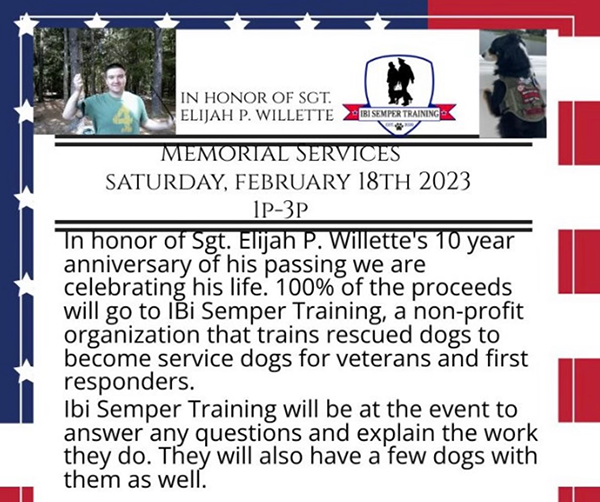 IN HONOR OF SGT.
ELIJAH P. WILLETTE
IBI SEMPER TRAINING
MEMORIAL SERVICES
SATURDAY, FEBRUARY 18TH 2023
1P-3P
In honor of Sgt. Elijah P. Willette's 10 year
anniversary of his passing we are
celebrating his life. 100% of the proceeds
will go to IBi Semper Training, a non-profit
organization that trains rescued dogs to
become service dogs for veterans and first
responders.
Ibi Semper Training will be at the event to
answer any questions and explain the work
they do. They will also have a few dogs with
them as well.